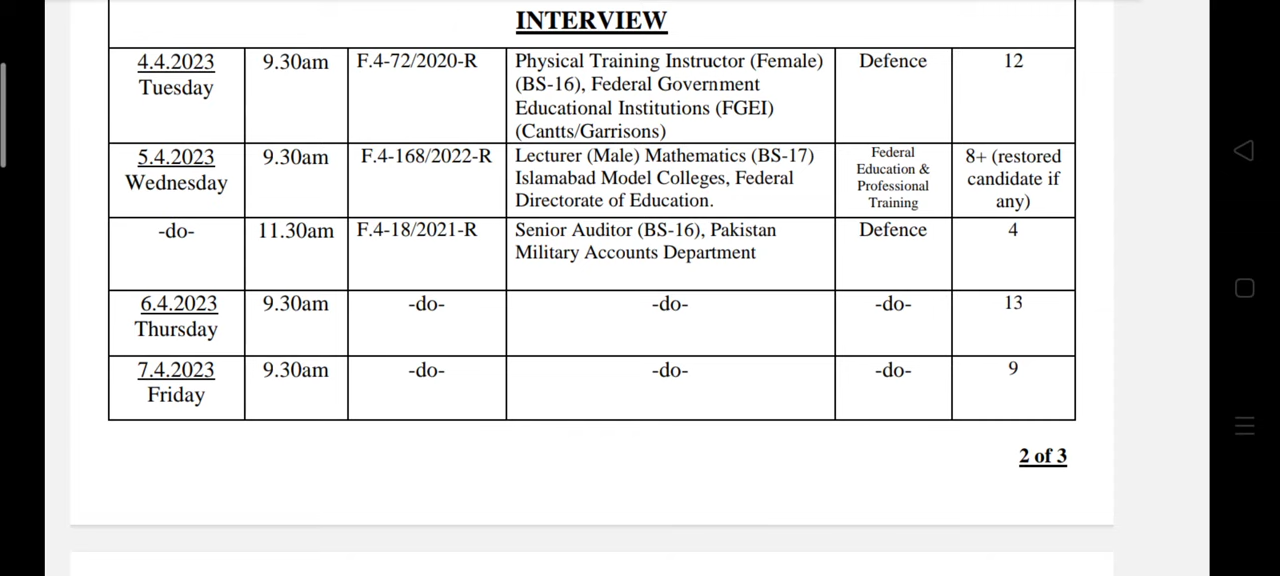 INTERVIEW
4.4.2023 9.30am F.4-72/2020-R Physical Training Instructor (Female) Defence 12
Tuesday (BS-16), Federal Government
Educational Institutions (FGEI)
(Cantts/Garrisons)
5.4.2023 9.30am F.4-168/2022-R Lecturer (Male) Mathematics (BS-17) Federal 8+ (restored
Wednesday Islamabad Model Colleges, Federal Education & candidate if
Directorate of Education. Professional any)
Training
-do- 11.30am F.4-18/2021-R Senior Auditor (BS-16), Pakistan Defence 4
Military Accounts Department
6.4.2023 9.30am -do- -do- -do- 13
Thursday
7.4.2023 9.30am -do- -do- -do- 9
Friday
2 of 3